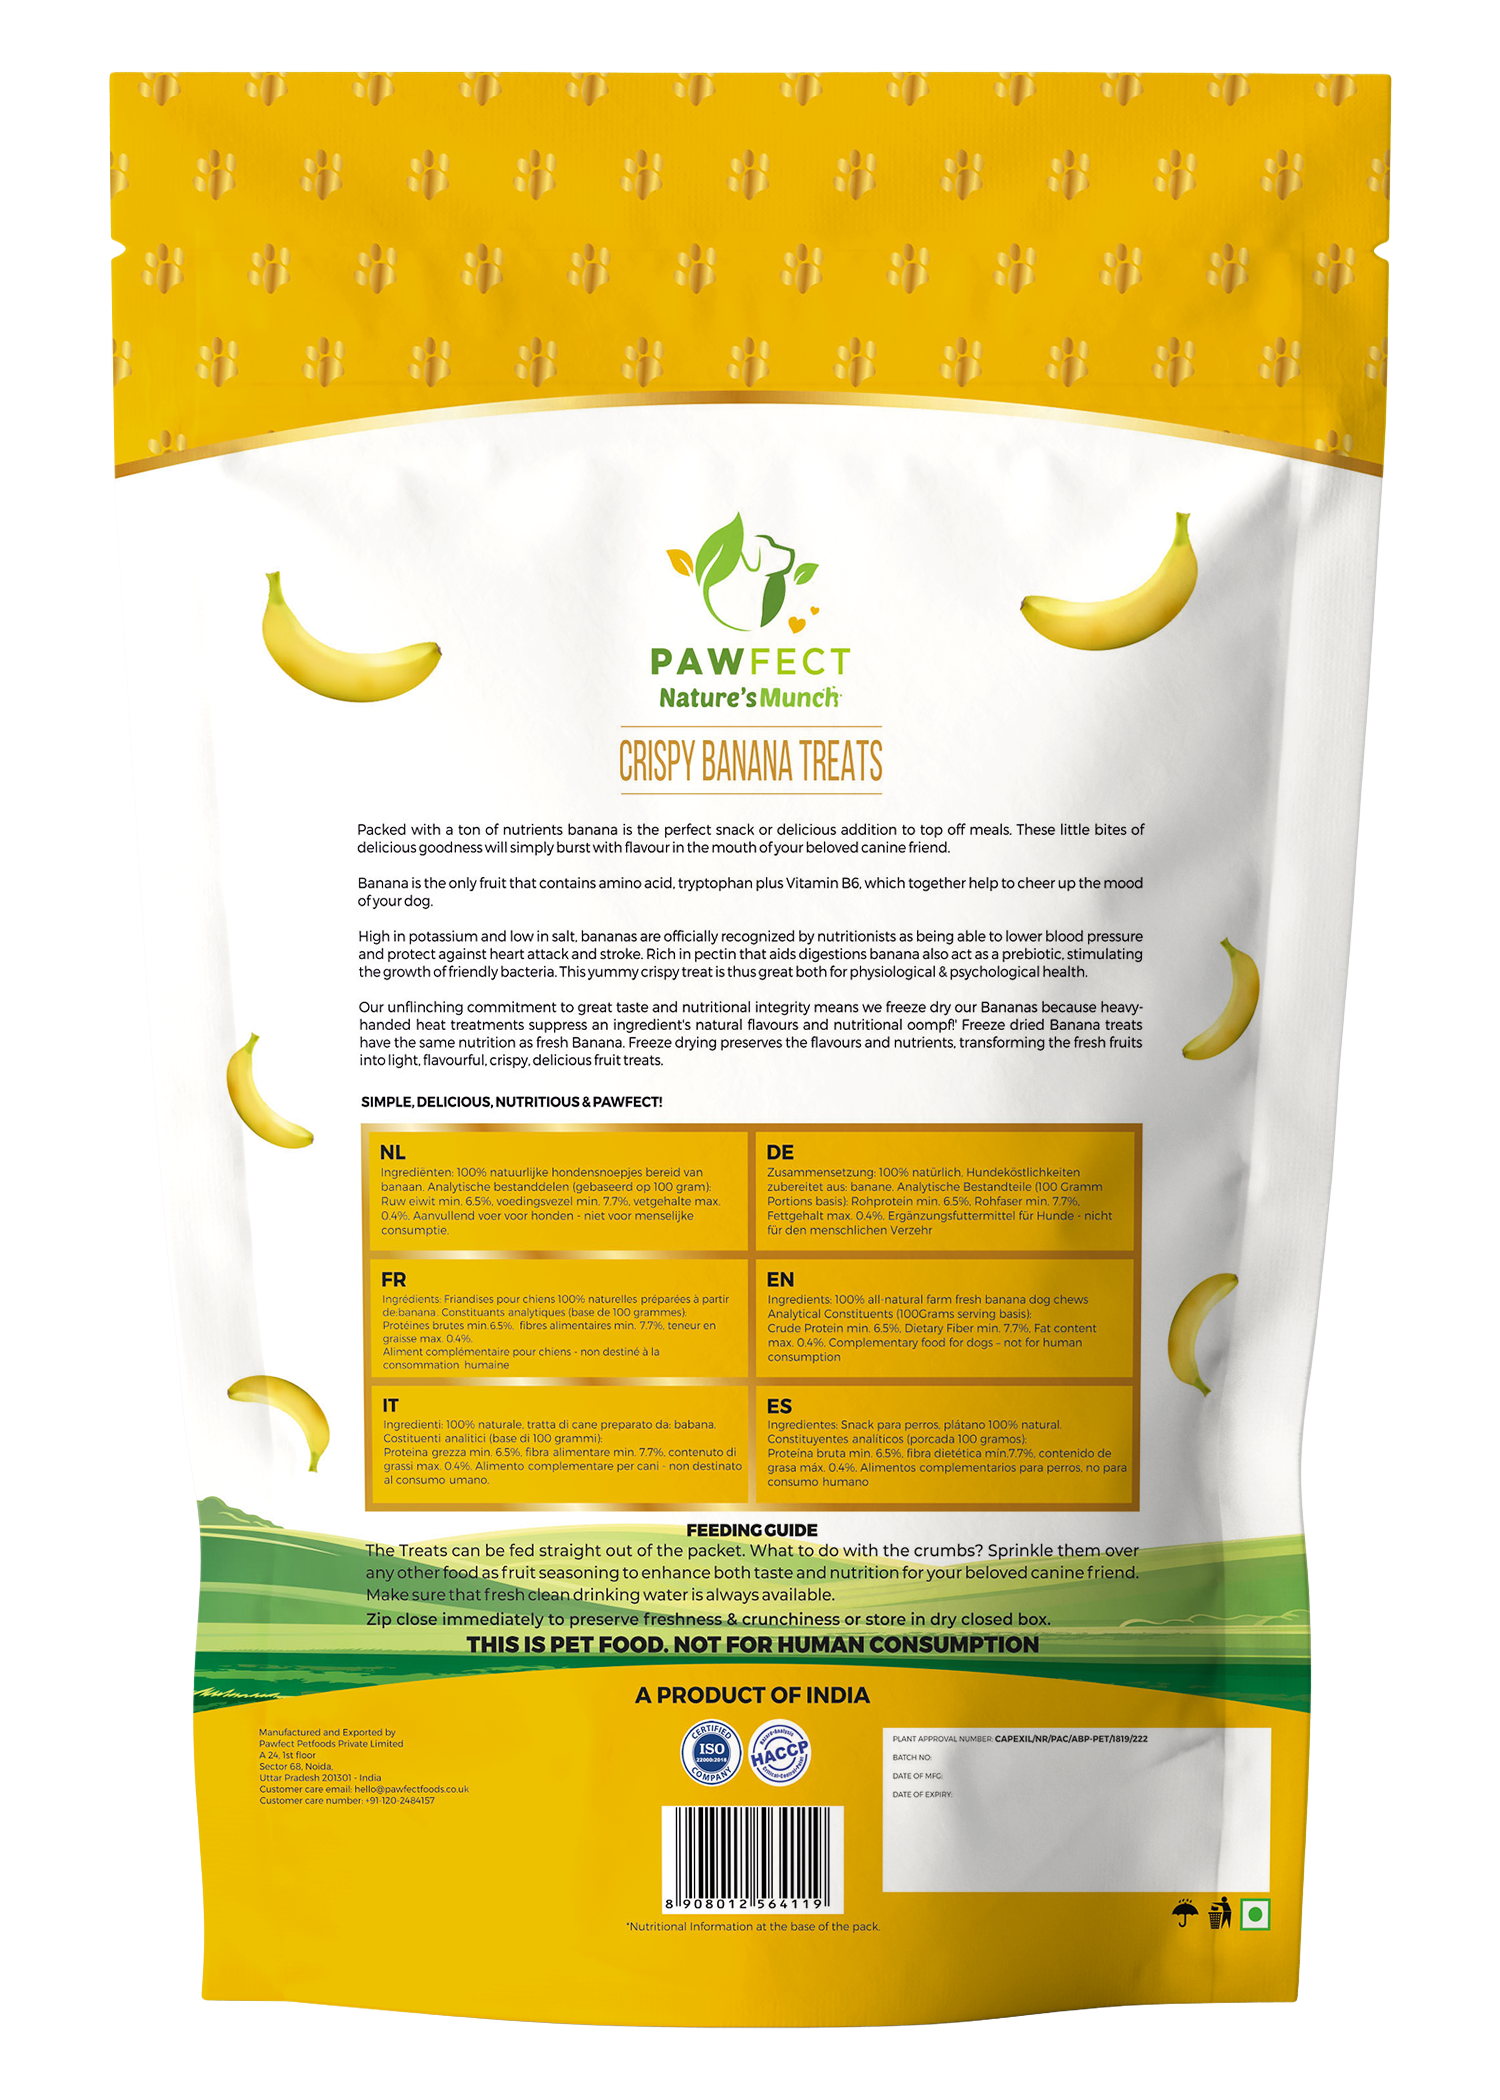 PAWFECT
Nature's Munch
CRISPY BANANA TREATS
Packed with a ton of nutrients banana is the perfect snack or delicious addition to top off meals. These little bites of
delicious goodness will simply burst with flavour in the mouth of your beloved canine friend.
Banana is the only fruit that contains amino acid, tryptophan plus Vitamin B6, which together help to cheer up the mood
of your dog.
High in potassium and low in salt, bananas are officially recognized by nutritionists as being able to lower blood pressure
and protect against heart attack and stroke. Rich in pectin that aids digestions banana also act as a prebiotic, stimulating
the growth of friendly bacteria. This yummy crispy treat is thus great both for physiological & psychological health.
Our unflinching commitment to great taste and nutritional integrity means we freeze dry our Bananas because heavy-
handed heat treatments suppress an ingredient's natural flavours and nutritional oompf!' Freeze dried Banana treats
have the same nutrition as fresh Banana. Freeze drying preserves the flavours and nutrients, transforming the fresh fruits
into light, flavourful, crispy, delicious fruit treats.
SIMPLE, DELICIOUS, NUTRITIOUS & PAWFECT!
NL
Ingrediënten: 100% natuurlijke hondensnoepjes bereid van
banaan. Analytische bestanddelen (gebaseerd op 100 gram):
Ruw eiwit min. 6.5%, voedingsvezel min. 7.7%, vetgehalte max.
0.4%. Aanvullend voer voor honden - niet voor menselijke
consumptie.
DE
Zusammensetzung: 100% natürlich. Hundeköstlichkeiten
zubereitet aus: banane. Analytische Bestandteile (100 Gramm
Portions basis): Rohprotein min. 6.5%, Rohfaser min. 7.7%,
Fettgehalt max. 0.4%. Ergänzungsfuttermittel für Hunde - nicht
für den menschlichen Verzehr
FR
Ingrédients: Friandises pour chiens 100% naturelles préparées à partir
de:banana. Constituants analytiques (base de 100 grammes):
Protéines brutes min. 6.5%, fibres alimentaires min. 7.7%, teneur en
graisse max. 0.4%.
Aliment complémentaire pour chiens - non destiné à la
consommation humaine
EN
Ingredients: 100% all-natural farm fresh banana dog chews
Analytical Constituents (100Grams serving basis):
Crude Protein min. 6.5%, Dietary Fiber min. 7.7%, Fat content
max. 0.4%. Complementary food for dogs – not for human
consumption
IT
Ingredienti: 100% naturale, tratta di cane preparato da: babana.
Costituenti analitici (base di 100 grammi):
Proteina grezza min. 6.5%, fibra alimentare min. 7.7%, contenuto di
grassi max. 0.4%. Alimento complementare per cani - non destinato
al consumo umano.
ES
Ingredientes: Snack para perros, plátano 100% natural.
Constituyentes analíticos (porcada 100 gramos):
Proteína bruta min. 6.5%, fibra dietética mín.7.7%, contenido de
grasa máx. 0.4%. Alimentos complementarios para perros, no para
consumo humano
FEEDING GUIDE
The Treats can be fed straight out of the packet. What to do with the crumbs? Sprinkle them over
any other food as fruit seasoning to enhance both taste and nutrition for your beloved canine friend.
Make sure that fresh clean drinking water is always available.
Zip close immediately to preserve freshness & crunchiness or store in dry closed box.
THIS IS PET FOOD. NOT FOR HUMAN CONSUMPTION
A PRODUCT OF INDIA
Manufactured and Exported by
Pawfect Petfoods Private Limited
A 24, 1st floor
Sector 68, Noida,
Uttar Pradesh 201301 - India
Customer care email: hello@pawfectfoods.co.uk
Customer care number: +91-120-2484157
CERTIFIED
ISO
22000:2018
COMPANY
Hazard-Analysis
HACCP
Critical-Control-Point
PLANT APPROVAL NUMBER: CAPEXIL/NR/PAC/ABP-PET/1819/222
BATCH NO:
DATE OF MFG:
DATE OF EXPIRY:
8 908012 564119
*Nutritional Information at the base of the pack.